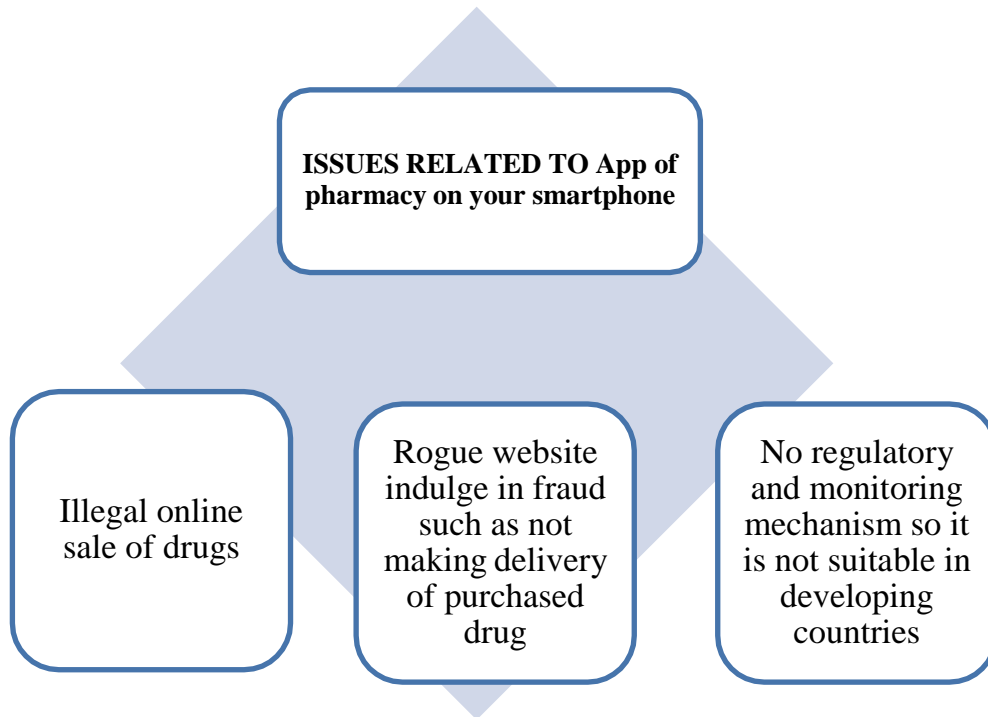 ISSUES RELATED TO App of
pharmacy on your smartphone
Illegal online
sale of drugs
Rogue website
indulge in fraud
such as not
making delivery
of purchased
drug
No regulatory
and monitoring
mechanism so it
is not suitable in
developing
countries